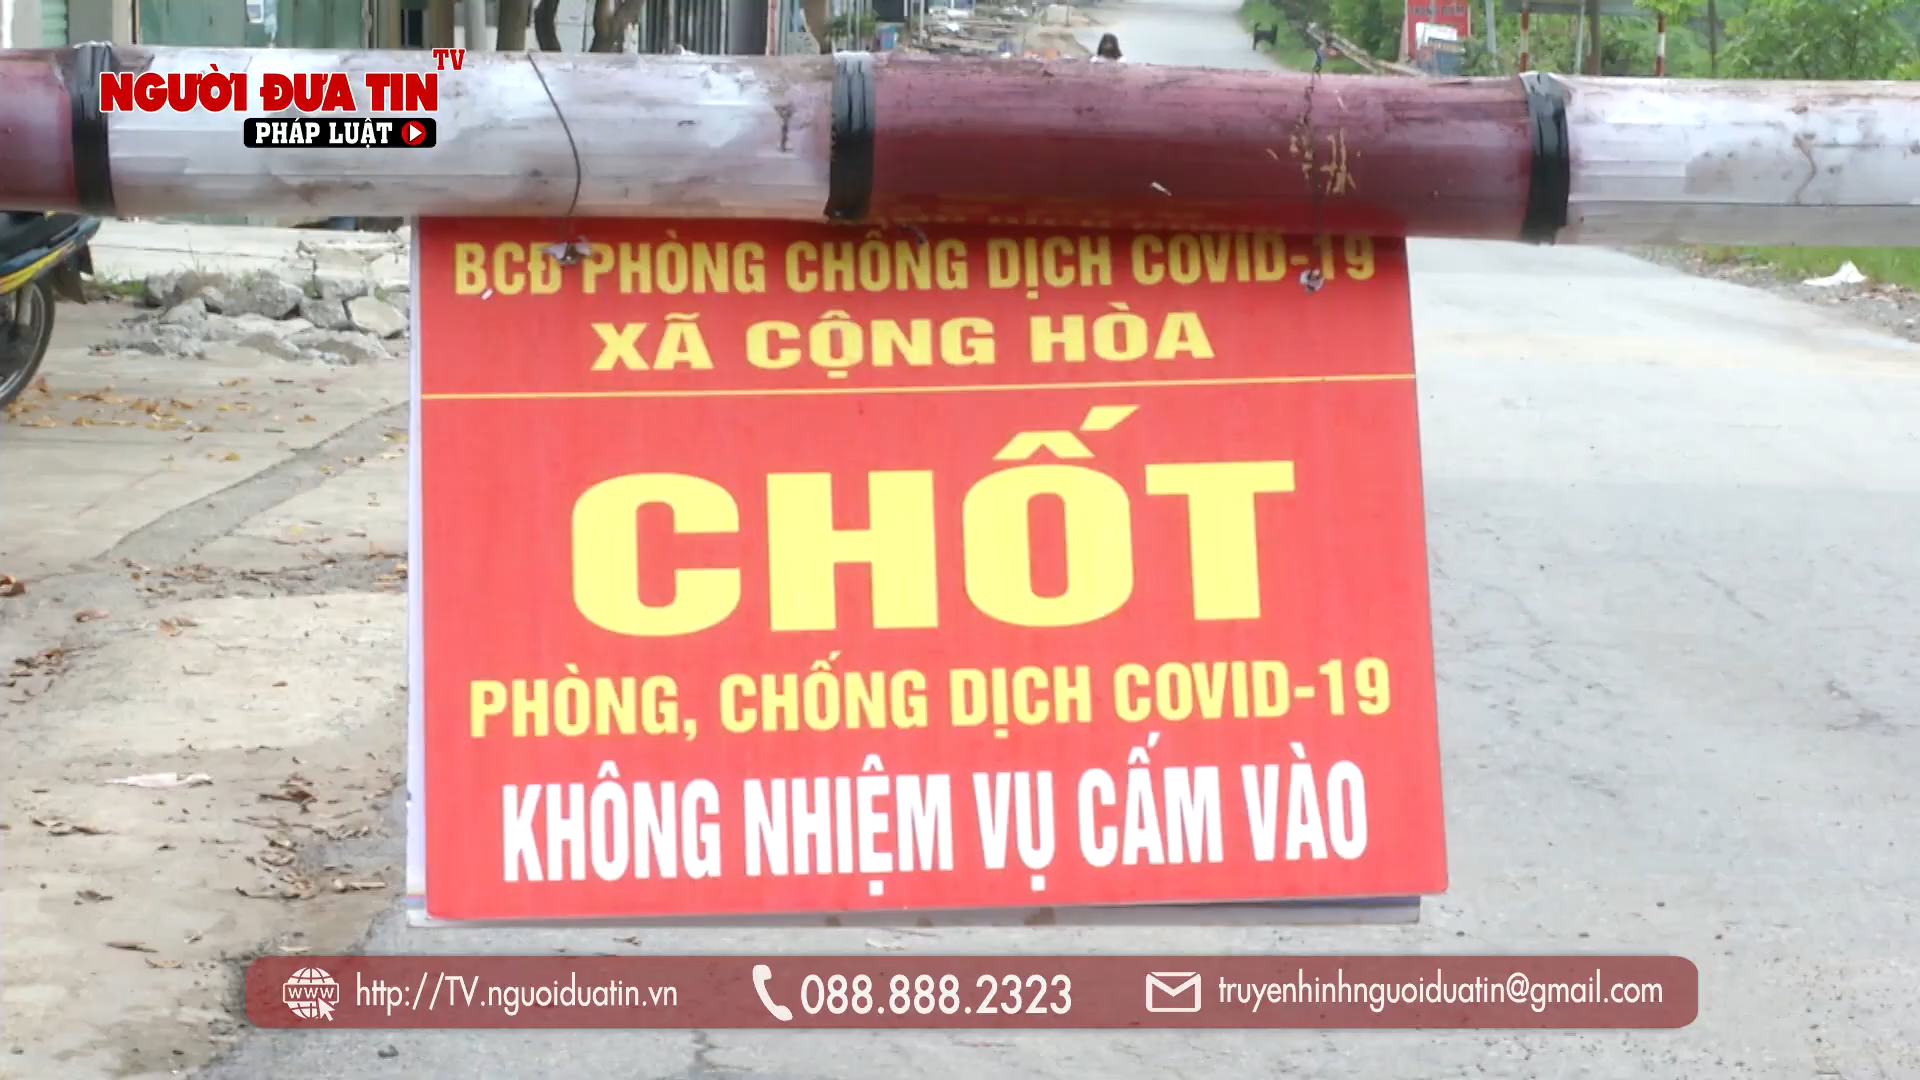 NGƯỜI ĐƯA TIN TV
PHÁP LUẬT
BCĐ PHÒNG CHỐNG DỊCH COVID-19
XÃ CỘNG HÒA
CHỐT
PHÒNG, CHỐNG DỊCH COVID-19
KHÔNG NHIỆM VỤ CẤM VÀO
www http://TV.nguoiduatin.vn 088.888.2323 truyenhinhnguoiduatin@gmail.com